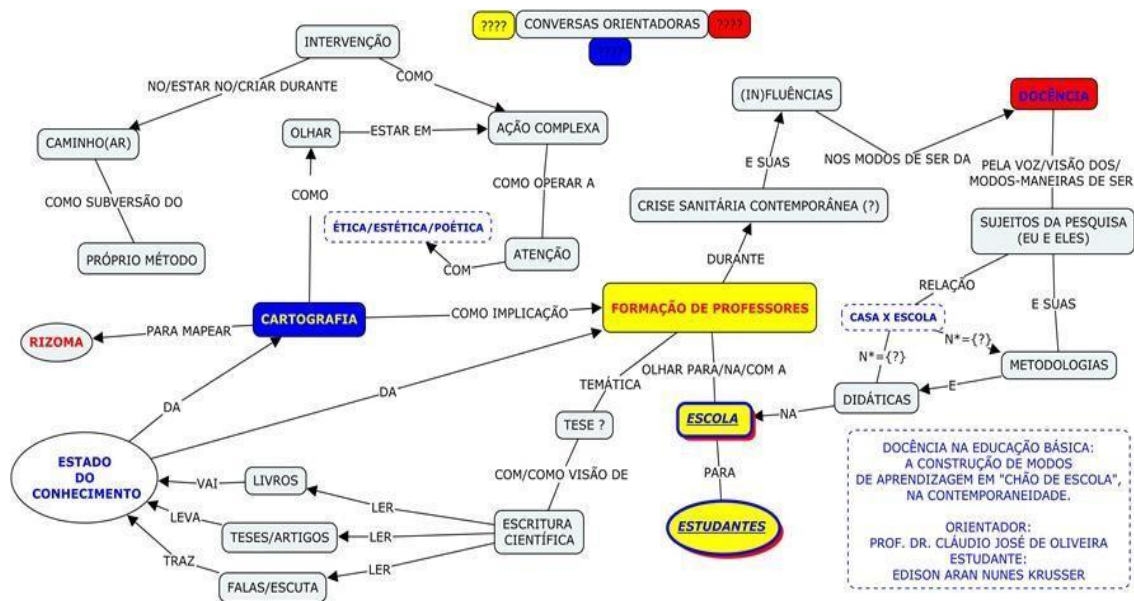 ????
CONVERSAS ORIENTADORAS
????
????
INTERVENÇÃO
NO/ESTAR NO/CRIAR DURANTE
COMO
CAMINHO(AR)
OLHAR
ESTAR EM
AÇÃO COMPLEXA
COMO SUBVERSÃO DO
COMO
COMO OPERAR A
PRÓPRIO MÉTODO
ÉTICA/ESTÉTICA/POÉTICA
COM
ATENÇÃO
(IN)FLUÊNCIAS
DOCÊNCIA
E SUAS
NOS MODOS DE SER DA
PELA VOZ/VISÃO DOS/
MODOS-MANEIRAS DE SER
CRISE SANITÁRIA CONTEMPORÂNEA (?)
SUJEITOS DA PESQUISA
(EU E ELES)
DURANTE
RELAÇÃO
E SUAS
RIZOMA
PARA MAPEAR
CARTOGRAFIA
COMO IMPLICAÇÃO
FORMAÇÃO DE PROFESSORES
CASA X ESCOLA
N*={?}
N*={?}
METODOLOGIAS
E
DIDÁTICAS
NA
TEMÁTICA
OLHAR PARA/NA/COM A
DA
DA
TESE ?
ESCOLA
COM/COMO VISÃO DE
PARA
ESTADO
DO
CONHECIMENTO
VAI
LIVROS
LER
LEVA
TESES/ARTIGOS
LER
ESCRITURA
CIENTÍFICA
TRAZ
FALAS/ESCUTA
LER
ESTUDANTES
DOCÊNCIA NA EDUCAÇÃO BÁSICA:
A CONSTRUÇÃO DE MODOS
DE APRENDIZAGEM EM "CHÃO DE ESCOLA",
NA CONTEMPORANEIDADE.
ORIENTADOR:
PROF. DR. CLÁUDIO JOSÉ DE OLIVEIRA
ESTUDANTE:
EDISON ARAN NUNES KRUSSER